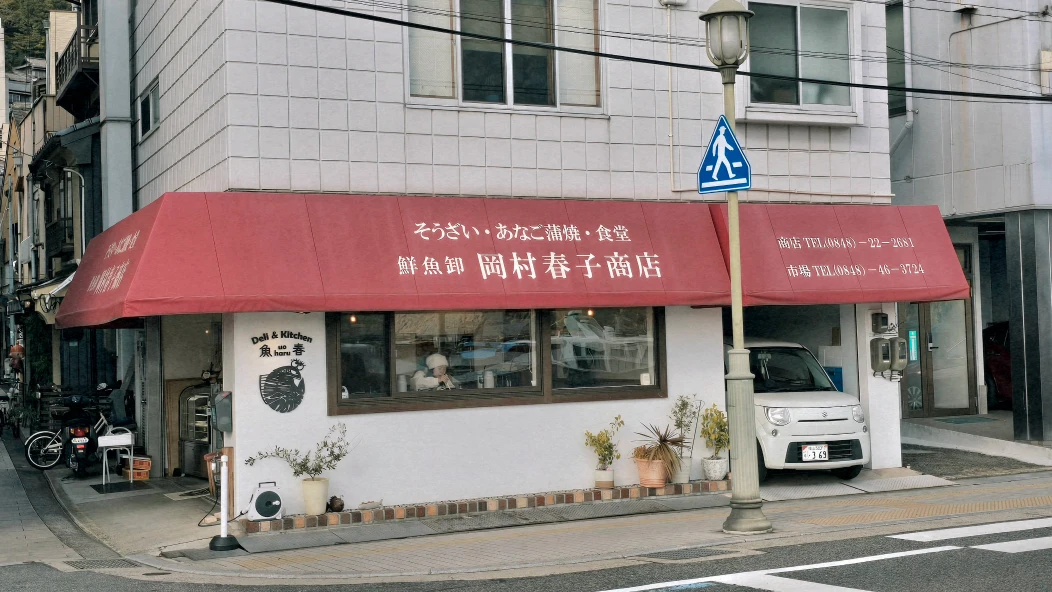 そうざい・あなご蒲焼・食堂
鮮魚卸 岡村春子商店
商店 TEL(0848)−22−2681
市場 TEL(0848)−46−3724
Deli & Kitchen
魚 uo haru 春
・369